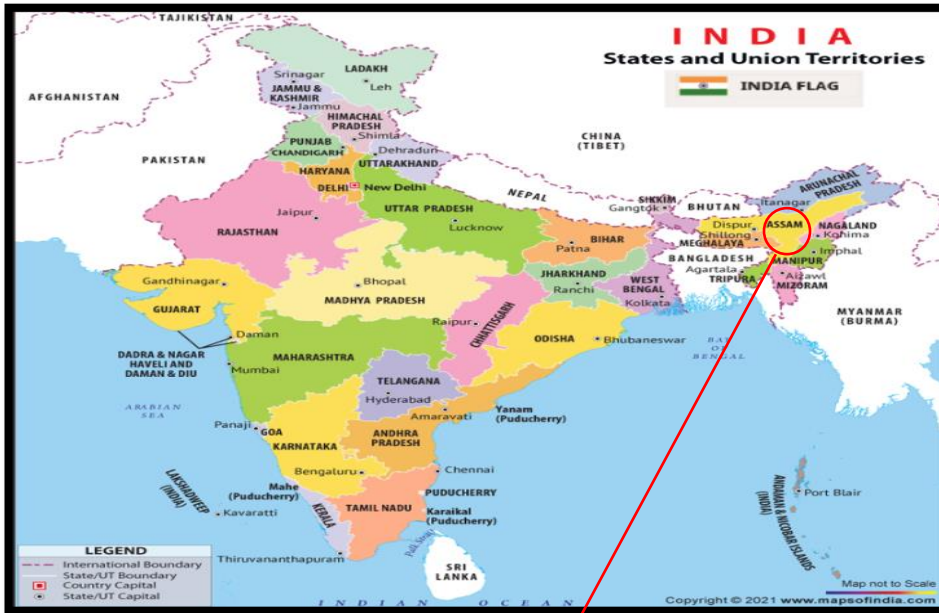 INDIA
States and Union Territories
INDIA FLAG
TAJIKISTAN
AFGHANISTAN
PAKISTAN
CHINA
(TIBET)
NEPAL
BHUTAN
BANGLADESH
MYANMAR
(BURMA)
SRI
LANKA
LADAKH
Leh
Srinagar
JAMMU &
KASHMIR
Jammu
HIMACHAL
PRADESH
Shimla
PUNJAB
CHANDIGARH
Dehradun
UTTARAKHAND
HARYANA
DELHI
New Delhi
UTTAR PRADESH
Lucknow
Jaipur
RAJASTHAN
SIKKIM
Gangtok
ARUNACHAL
PRADESH
Itanagar
Dispur
ASSAM
NAGALAND
Shillong
Kohima
MEGHALAYA
Imphal
MANIPUR
Agartala
Aizawl
TRIPURA
MIZORAM
BIHAR
Patna
JHARKHAND
Ranchi
WEST
BENGAL
Kolkata
Gandhinagar
GUJARAT
Bhopal
MADHYA PRADESH
Raipur
CHHATTISGARH
ODISHA
Bhubaneswar
BAY
OF
BENGAL
Daman
DADRA & NAGAR
HAVELI AND
DAMAN & DIU
MAHARASHTRA
Mumbai
TELANGANA
Hyderabad
ARABIAN
SEA
Amaravati
Yanam
(Puducherry)
Panaji
GOA
KARNATAKA
ANDHRA
PRADESH
Bengaluru
Chennai
Mahe
(Puducherry)
PUDUCHERRY
TAMIL NADU
Karaikal
(Puducherry)
KERALA
LAKSHADWEEP
(INDIA)
Kavaratti
Thiruvananthapuram
Palk Strait
ANDAMAN & NICOBAR ISLANDS
(INDIA)
Port Blair
INDIAN OCEAN
LEGEND
International Boundary
State/UT Boundary
Country Capital
State/UT Capital
Map not to Scale
Copyright © 2021 www.mapsofindia.com